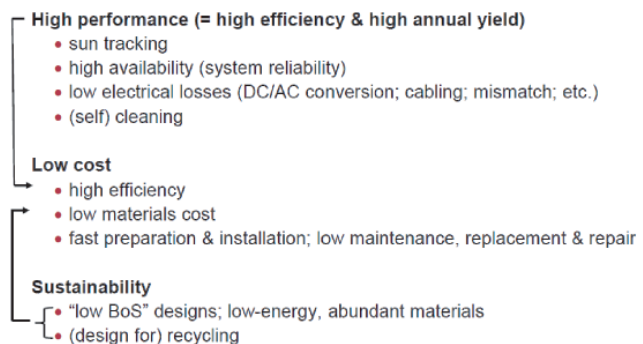 High performance (= high efficiency & high annual yield)
• sun tracking
• high availability (system reliability)
• low electrical losses (DC/AC conversion; cabling; mismatch; etc.)
• (self) cleaning
Low cost
• high efficiency
• low materials cost
• fast preparation & installation; low maintenance, replacement & repair
Sustainability
• “low BoS” designs; low-energy, abundant materials
• (design for) recycling